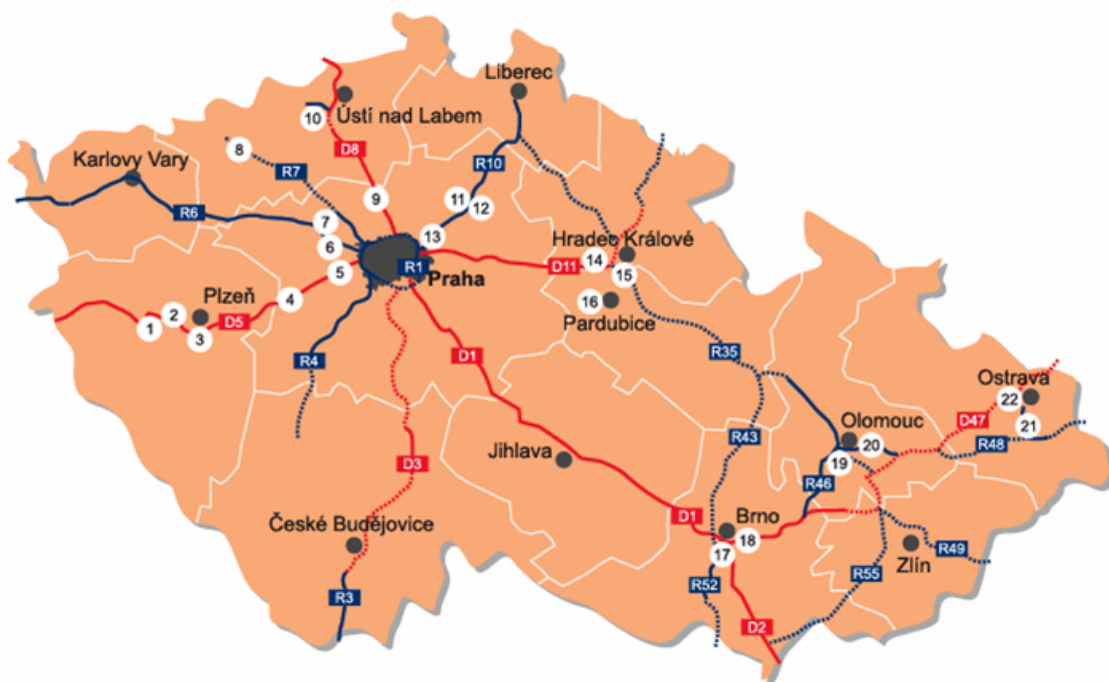 Liberec
Ústí nad Labem
10
D8
8
R7
R10
Karlovy Vary
R6
9
11
12
7
6
13
Hradec Králové
14
D11
15
R1
Praha
5
4
16
Pardubice
Plzeň
2
1
3
D5
R4
D1
R35
Ostrava
22
21
D47
R48
Olomouc
20
19
R43
R46
Jihlava
D3
D1
Brno
18
17
České Budějovice
R3
R52
R55
R49
Zlín
D2